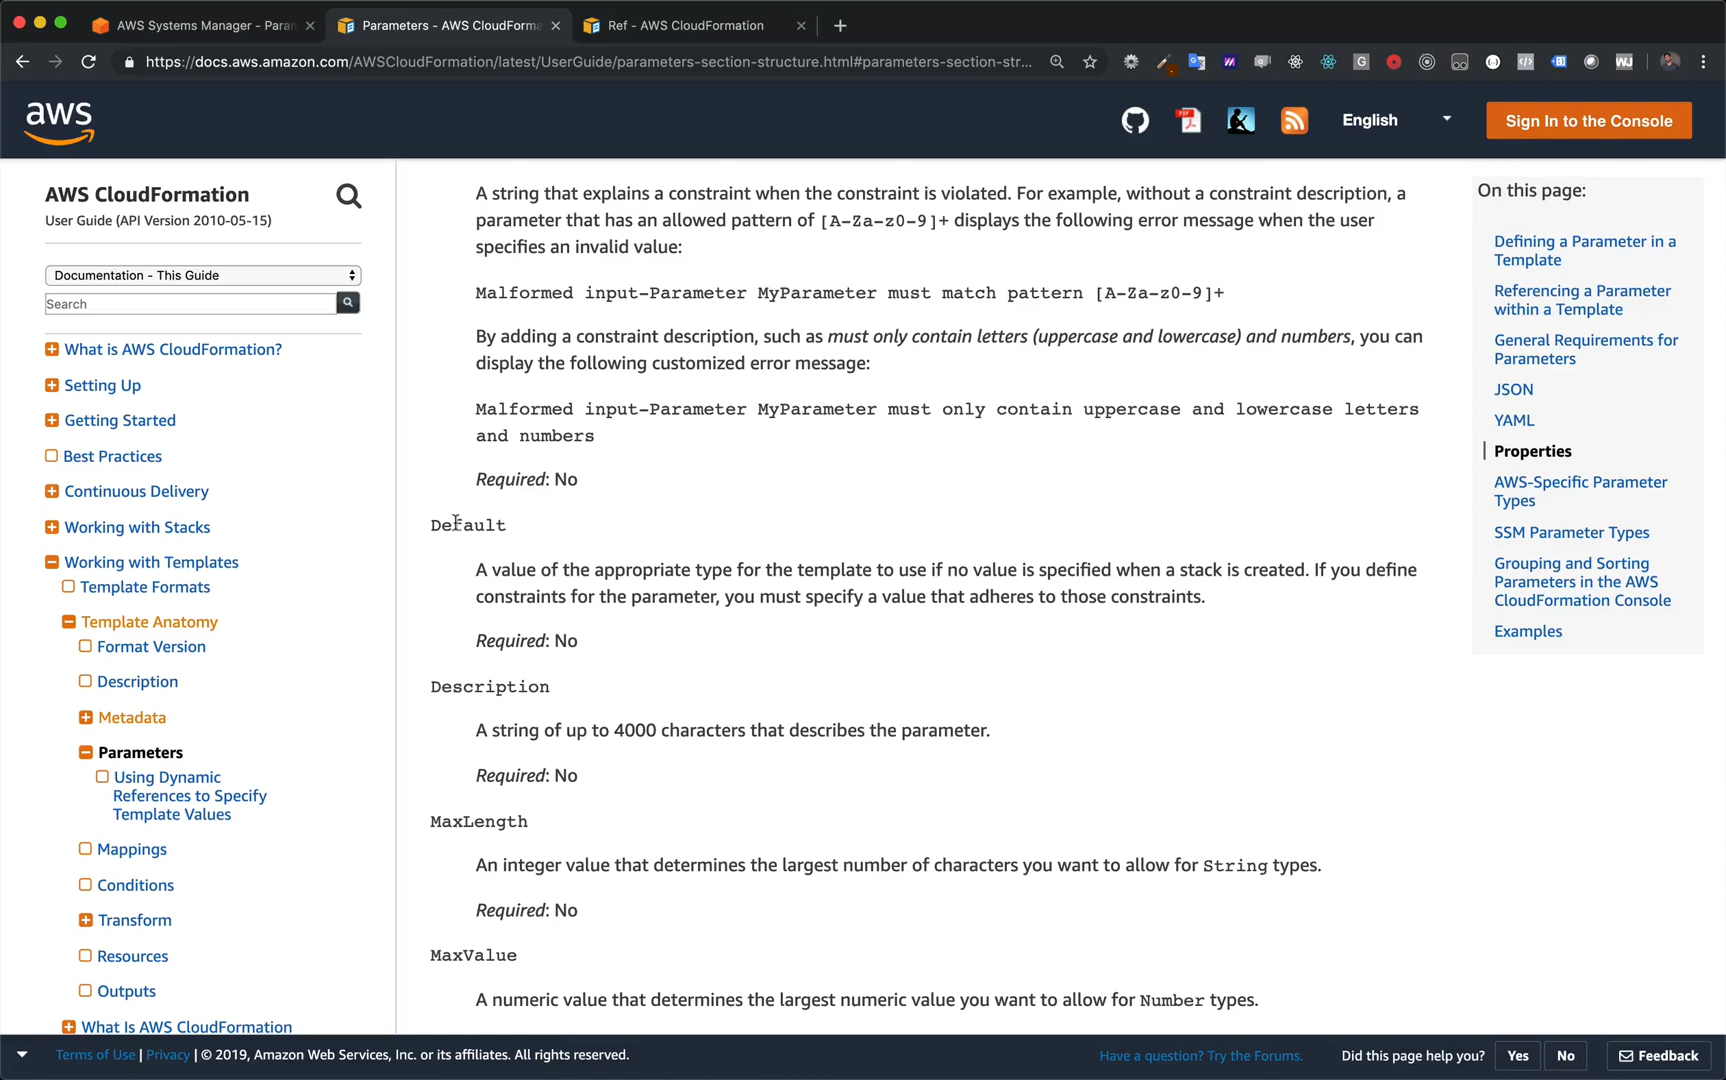 AWS Systems Manager - Param
Parameters - AWS CloudForma
Ref - AWS CloudFormation
https://docs.aws.amazon.com/AWSCloudFormation/latest/UserGuide/parameters-section-structure.html#parameters-section-str...
aws
English
Sign In to the Console
AWS CloudFormation
User Guide (API Version 2010-05-15)
Documentation - This Guide
Search
What is AWS CloudFormation?
Setting Up
Getting Started
Best Practices
Continuous Delivery
Working with Stacks
Working with Templates
Template Formats
Template Anatomy
Format Version
Description
Metadata
Parameters
Using Dynamic
References to Specify
Template Values
Mappings
Conditions
Transform
Resources
Outputs
What Is AWS CloudFormation
A string that explains a constraint when the constraint is violated. For example, without a constraint description, a
parameter that has an allowed pattern of [A-Za-z0-9]+ displays the following error message when the user
specifies an invalid value:
Malformed input-Parameter MyParameter must match pattern [A-Za-z0-9]+
By adding a constraint description, such as must only contain letters (uppercase and lowercase) and numbers, you can
display the following customized error message:
Malformed input-Parameter MyParameter must only contain uppercase and lowercase letters
and numbers
Required: No
Default
A value of the appropriate type for the template to use if no value is specified when a stack is created. If you define
constraints for the parameter, you must specify a value that adheres to those constraints.
Required: No
Description
A string of up to 4000 characters that describes the parameter.
Required: No
MaxLength
An integer value that determines the largest number of characters you want to allow for String types.
Required: No
MaxValue
A numeric value that determines the largest numeric value you want to allow for Number types.
On this page:
Defining a Parameter in a
Template
Referencing a Parameter
within a Template
General Requirements for
Parameters
JSON
YAML
Properties
AWS-Specific Parameter
Types
SSM Parameter Types
Grouping and Sorting
Parameters in the AWS
CloudFormation Console
Examples
Terms of Use | Privacy | © 2019, Amazon Web Services, Inc. or its affiliates. All rights reserved.
Have a question? Try the Forums.
Did this page help you?
Yes
No
Feedback